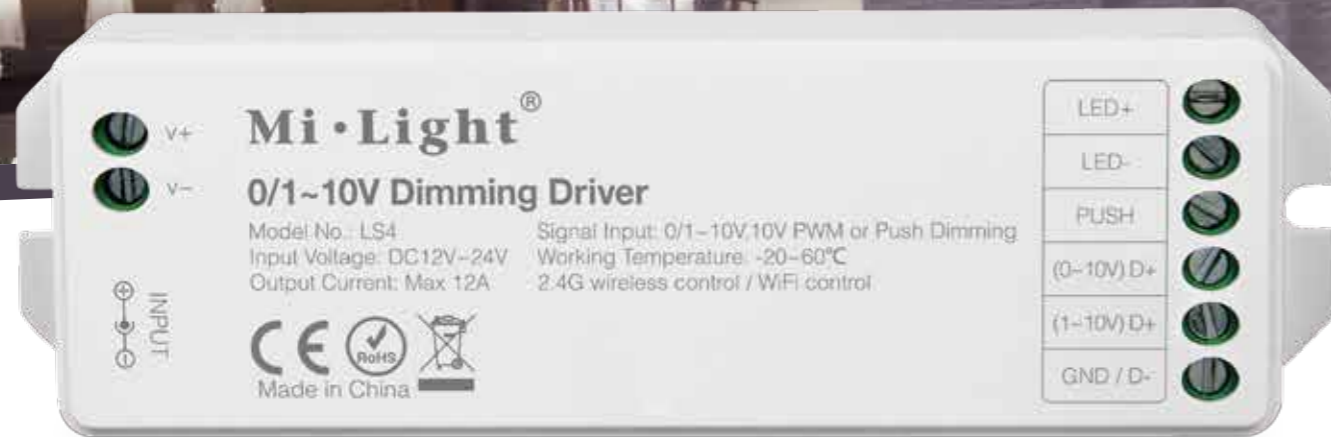 V+
V-
INPUT
Mi·Light®
0/1~10V Dimming Driver
Model No.: LS4
Input Voltage: DC12V~24V
Output Current: Max 12A
Signal Input: 0/1~10V,10V PWM or Push Dimming
Working Temperature: -20~60℃
2.4G wireless control / WiFi control
CE
RoHS
Made in China
LED+
LED-
PUSH
(0~10V) D+
(1~10V) D+
GND / D-